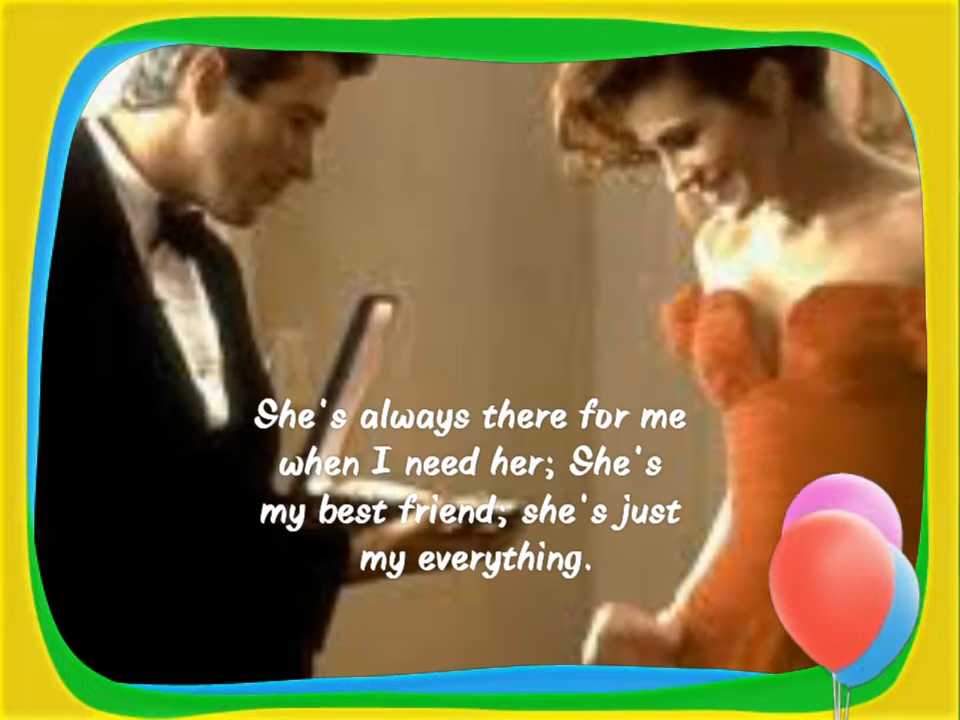 She's always there for me
when I need her; She's
my best friend; she's just
my everything.